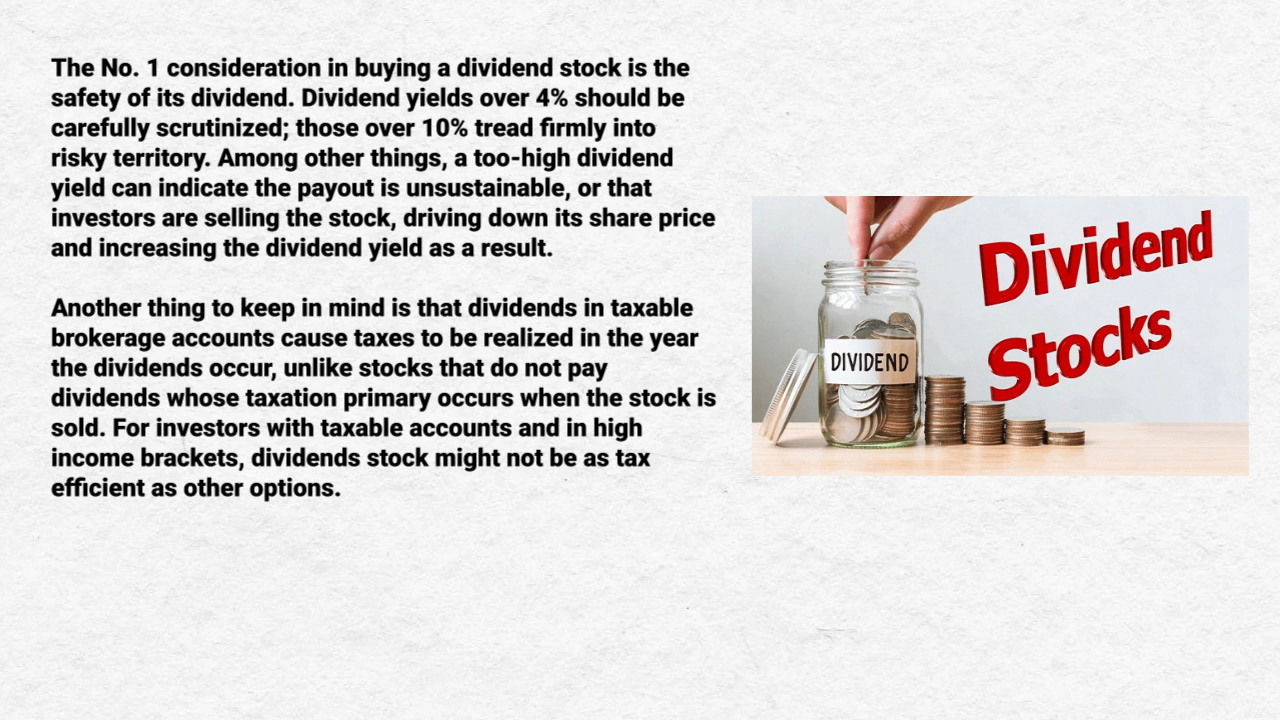 The No. 1 consideration in buying a dividend stock is the
safety of its dividend. Dividend yields over 4% should be
carefully scrutinized; those over 10% tread firmly into
risky territory. Among other things, a too-high dividend
yield can indicate the payout is unsustainable, or that
investors are selling the stock, driving down its share price
and increasing the dividend yield as a result.
Another thing to keep in mind is that dividends in taxable
brokerage accounts cause taxes to be realized in the year
the dividends occur, unlike stocks that do not pay
dividends whose taxation primary occurs when the stock is
sold. For investors with taxable accounts and in high
income brackets, dividends stock might not be as tax
efficient as other options.
Dividend
Stocks
DIVIDEND